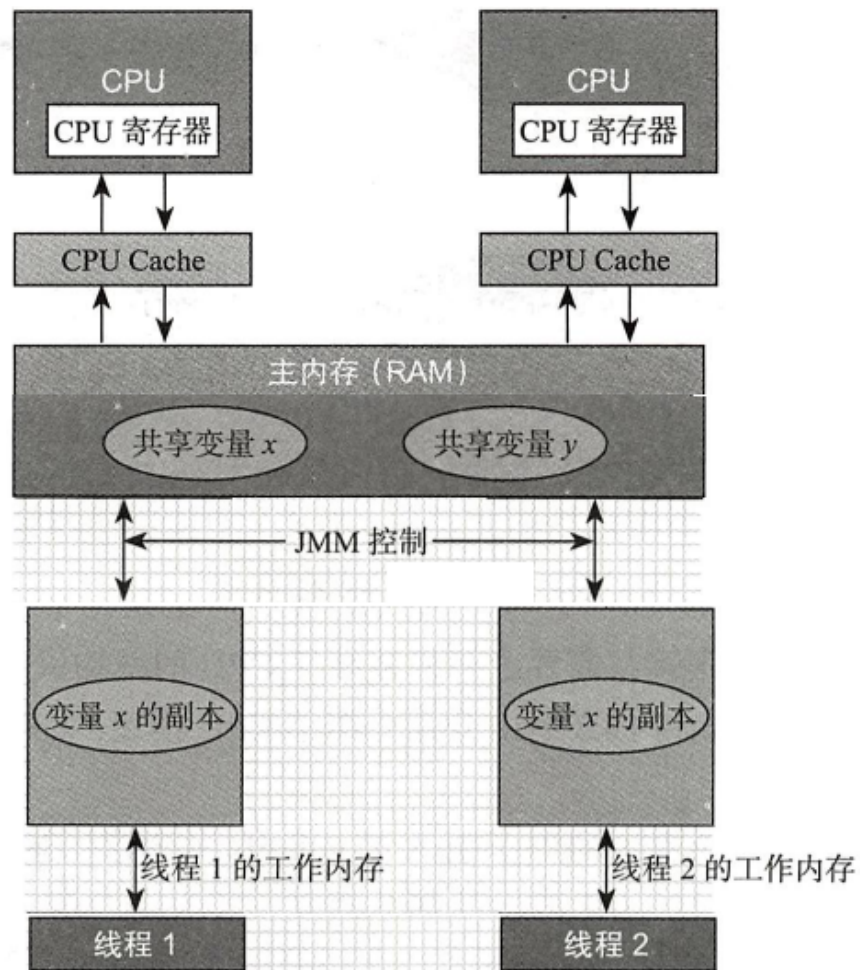 CPU
CPU
CPU 寄存器
CPU 寄存器
CPU Cache
CPU Cache
主内存（RAM）
共享变量 x
共享变量 y
JMM 控制
变量 x 的副本
变量 x 的副本
线程 1 的工作内存
线程 2 的工作内存
线程 1
线程 2